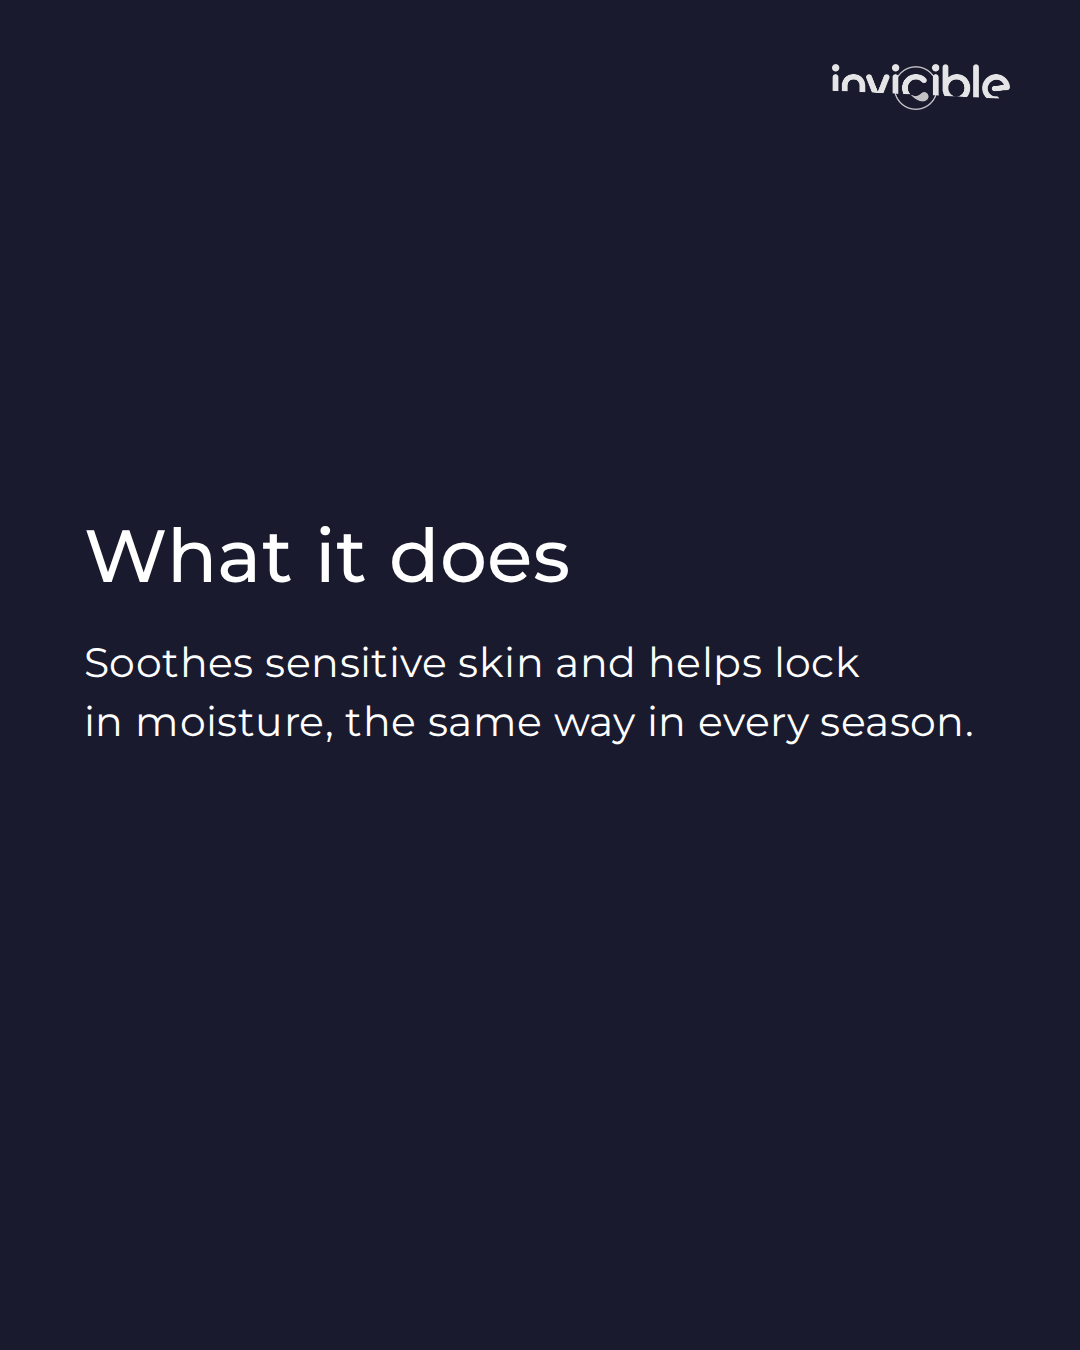 invicible
What it does
Soothes sensitive skin and helps lock
in moisture, the same way in every season.